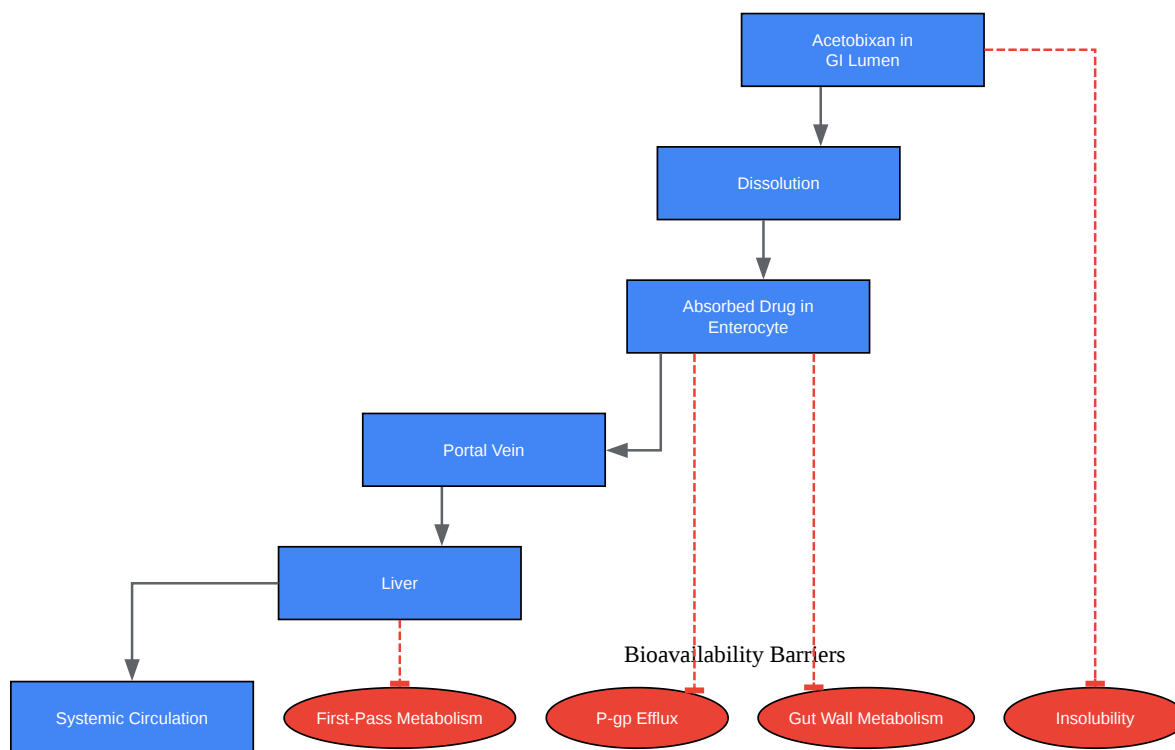 Acetobixan in
GI Lumen
Dissolution
Absorbed Drug in
Enterocyte
Portal Vein
Liver
Bioavailability Barriers
Systemic Circulation
First-Pass Metabolism
P-gp Efflux
Gut Wall Metabolism
Insolubility